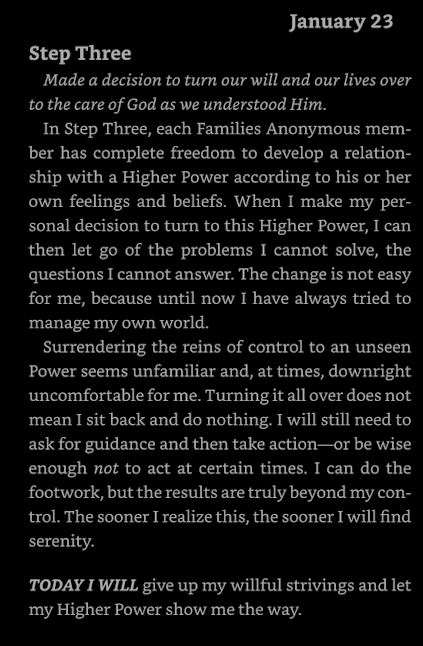 January 23
Step Three
Made a decision to turn our will and our lives over
to the care of God as we understood Him.
In Step Three, each Families Anonymous mem-
ber has complete freedom to develop a relation-
ship with a Higher Power according to his or her
own feelings and beliefs. When I make my per-
sonal decision to turn to this Higher Power, I can
then let go of the problems I cannot solve, the
questions I cannot answer. The change is not easy
for me, because until now I have always tried to
manage my own world.
Surrendering the reins of control to an unseen
Power seems unfamiliar and, at times, downright
uncomfortable for me. Turning it all over does not
mean I sit back and do nothing. I will still need to
ask for guidance and then take action—or be wise
enough not to act at certain times. I can do the
footwork, but the results are truly beyond my con-
trol. The sooner I realize this, the sooner I will find
serenity.
TODAY I WILL give up my willful strivings and let
my Higher Power show me the way.